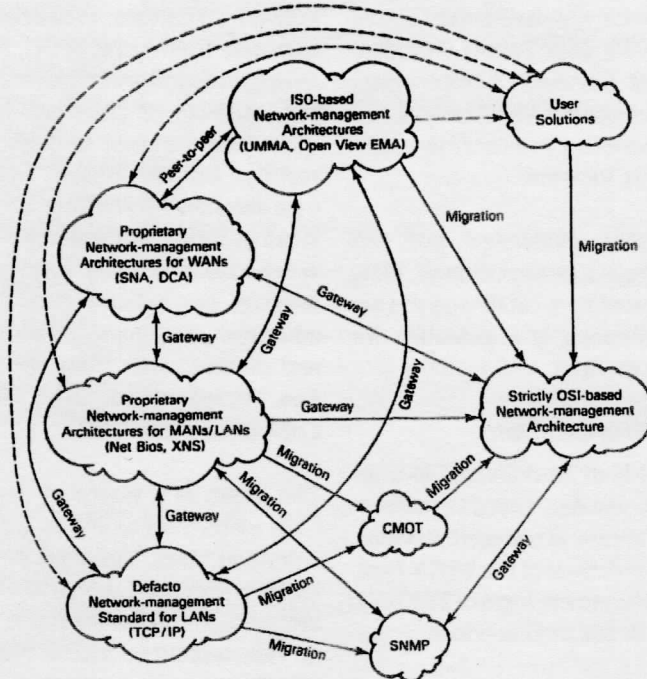 ISO-based
Network-management
Architectures
(UMMA, Open View EMA)
User
Solutions
Peer-to-peer
Proprietary
Network-management
Architectures for WANs
(SNA, DCA)
Migration
Migration
Gateway
Gateway
Gateway
Gateway
Proprietary
Network-management
Architectures for MANs/LANs
(Net Bios, XNS)
Gateway
Strictly OSI-based
Network-management
Architecture
Migration
Migration
Migration
Gateway
Gateway
CMOT
Gateway
Defacto
Network-management
Standard for LANs
(TCP/IP)
Migration
Migration
SNMP